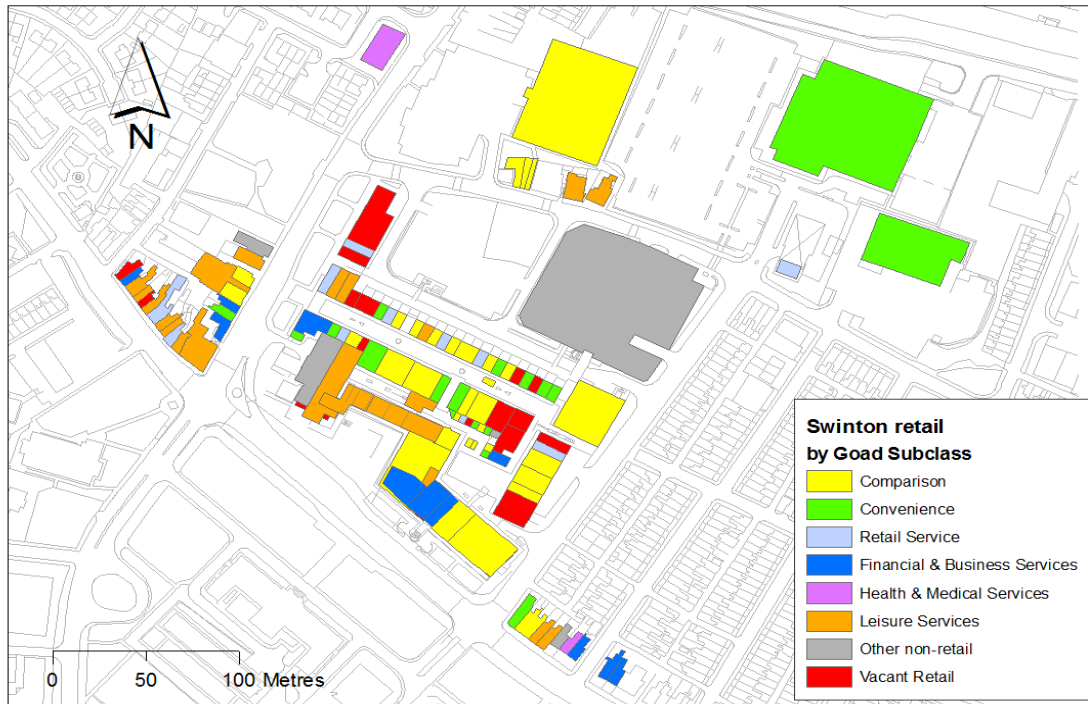 N
Swinton retail
by Goad Subclass
Comparison
Convenience
Retail Service
Financial & Business Services
Health & Medical Services
Leisure Services
Other non-retail
Vacant Retail
0 50 100 Metres